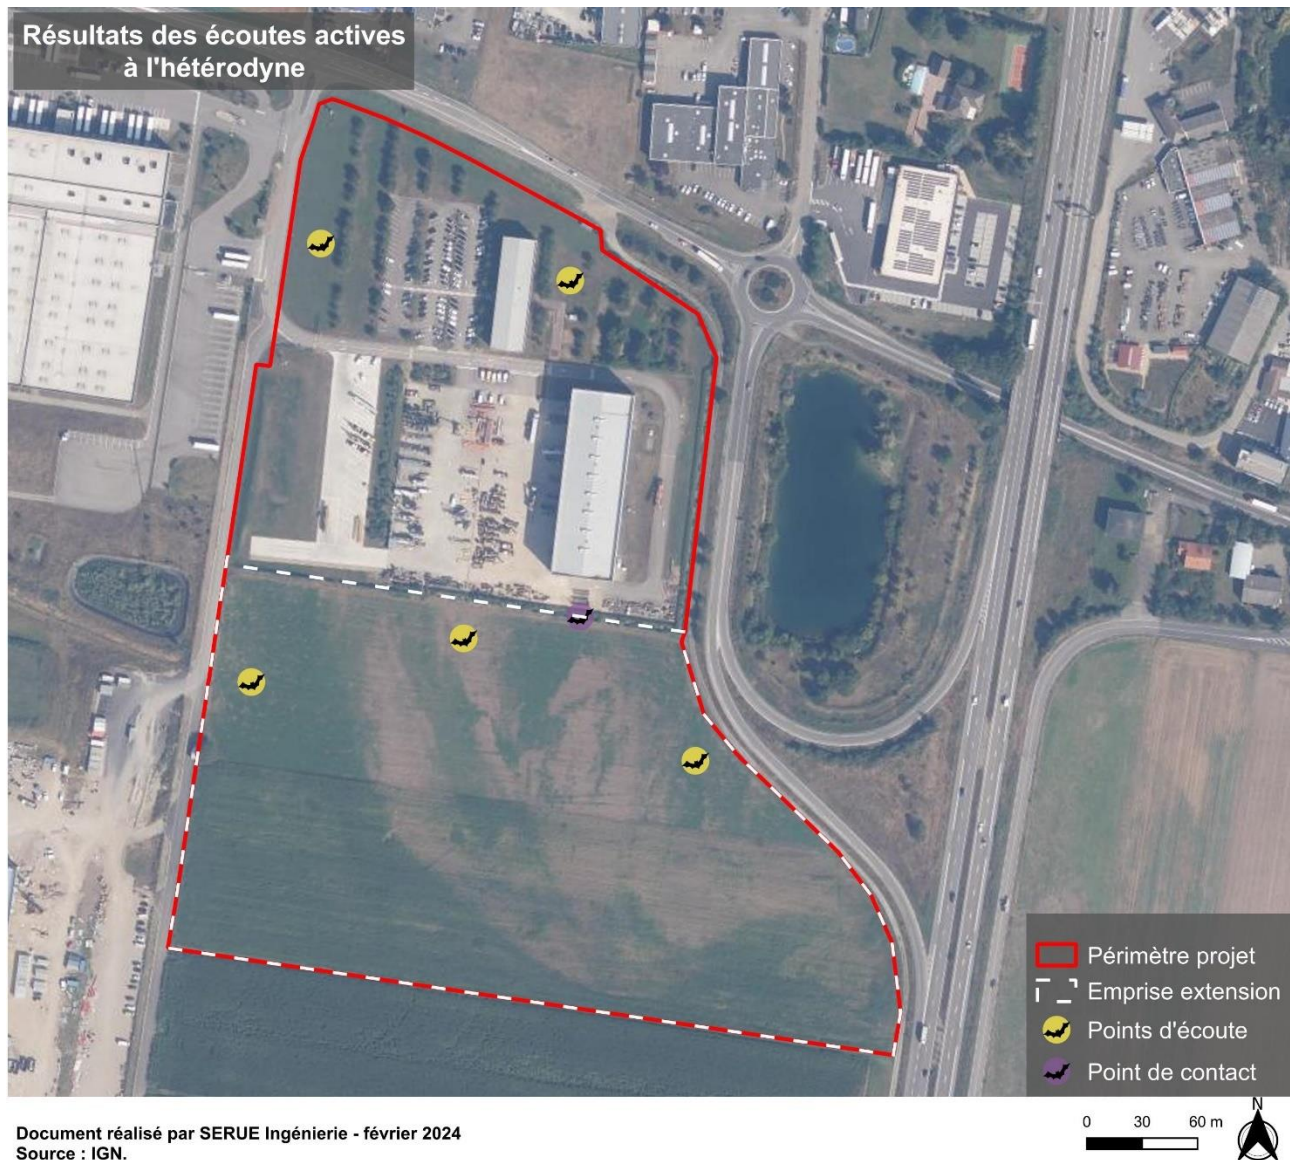 Résultats des écoutes actives
à l'hétérodyne
Périmètre projet
Emprise extension
Points d'écoute
Point de contact
Document réalisé par SERUE Ingénierie - février 2024
Source : IGN.
0 30 60 m
N